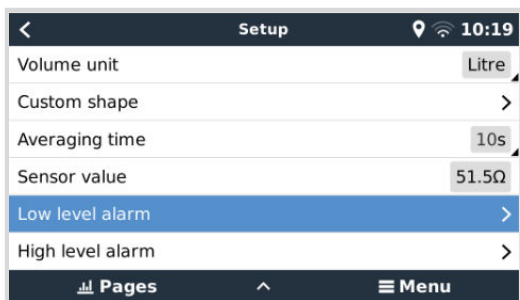 Setup 10:19
Volume unit Litre
Custom shape
Averaging time 10s
Sensor value 51.5Ω
Low level alarm
High level alarm
Pages Menu